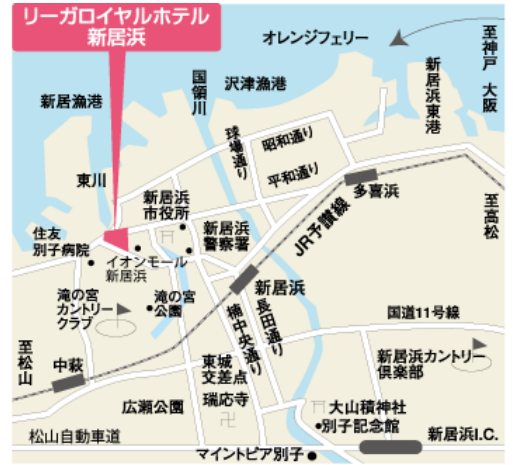 リーガロイヤルホテル
新居浜
オレンジフェリー
至神戸 大阪
新居浜東港
国領川
沢津漁港
新居漁港
球場通り
昭和通り
平和通り
東川
新居浜
市役所
多喜浜
至高松
JR予讃線
住友
別子病院
イオンモール
新居浜
新居浜
警察署
滝の宮
カントリー
クラブ
滝の宮
公園
新居浜
楠中央通り
長田通り
国道11号線
至松山
中萩
東城
交差点
新居浜カントリー
倶楽部
広瀬公園
瑞応寺
大山積神社
別子記念館
松山自動車道
新居浜I.C.
マイントピア別子